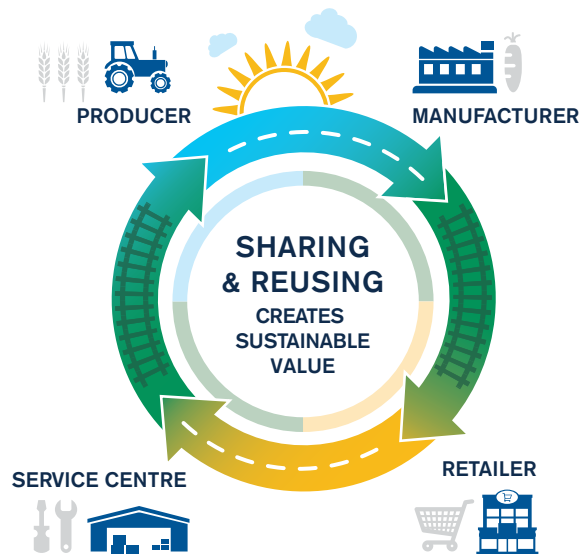 PRODUCER
MANUFACTURER
SHARING
& REUSING
CREATES
SUSTAINABLE
VALUE
SERVICE CENTRE
RETAILER